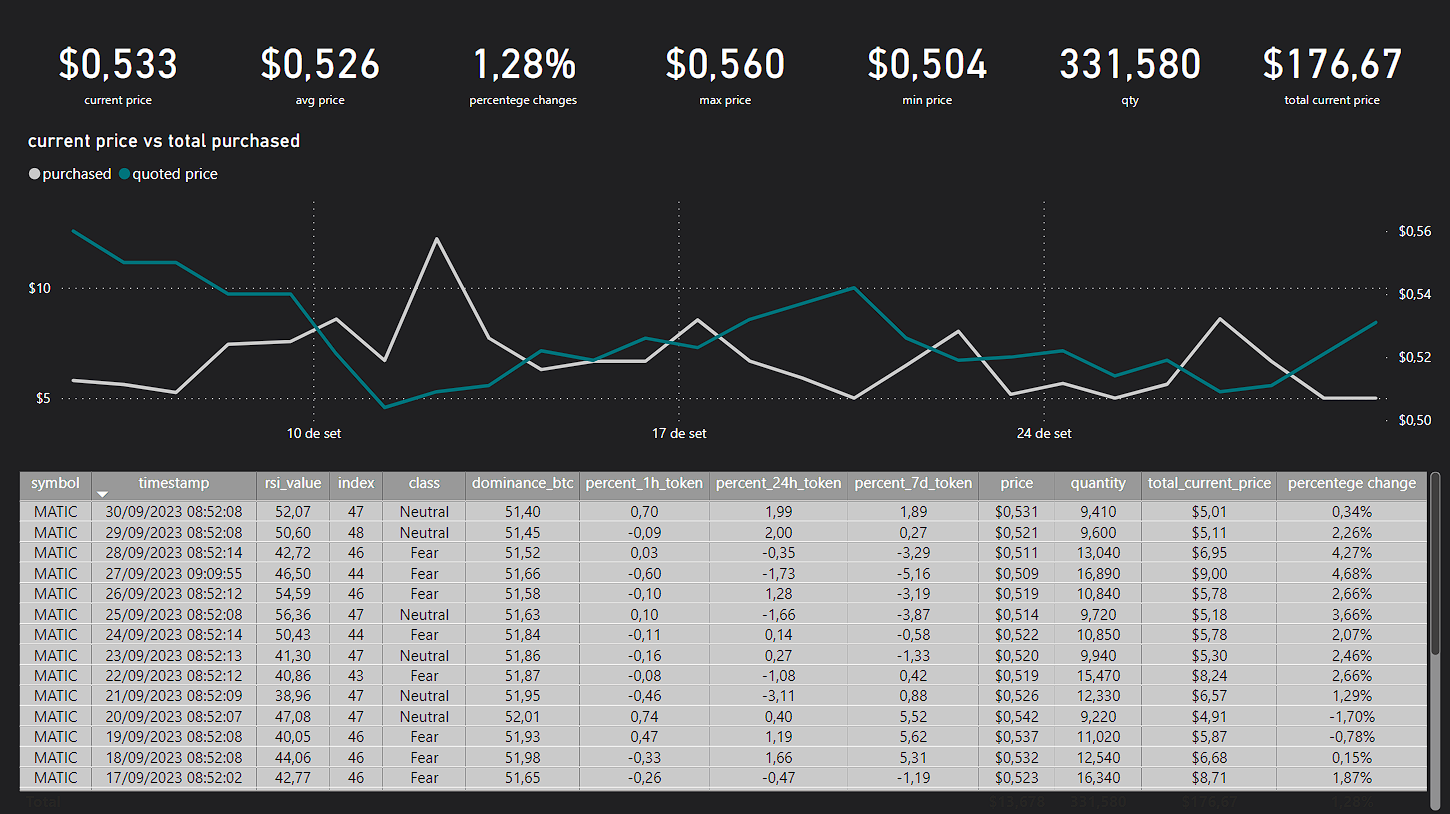 $0,533 $0,526 1,28% $0,560 $0,504 331,580 $176,67
current price avg price percentege changes max price min price qty total current price
current price vs total purchased
purchased quoted price
$0,56
$10 $0,54
$0,52
$5
$0,50
10 de set 17 de set 24 de set
symbol timestamp rsi_value index class dominance_btc percent_1h_token percent_24h_token percent_7d_token price quantity total_current_price percentege change
MATIC 30/09/2023 08:52:08 52,07 47 Neutral 51,40 0,70 1,99 1,89 $0,531 9,410 $5,01 0,34%
MATIC 29/09/2023 08:52:08 50,60 48 Neutral 51,45 -0,09 2,00 0,27 $0,521 9,600 $5,11 2,26%
MATIC 28/09/2023 08:52:14 42,72 46 Fear 51,52 0,03 -0,35 -3,29 $0,511 13,040 $6,95 4,27%
MATIC 27/09/2023 09:09:55 46,50 44 Fear 51,66 -0,60 -1,73 -5,16 $0,509 16,890 $9,00 4,68%
MATIC 26/09/2023 08:52:12 54,59 46 Fear 51,58 -0,10 1,28 -3,19 $0,519 10,840 $5,78 2,66%
MATIC 25/09/2023 08:52:08 56,36 47 Neutral 51,63 0,10 -1,66 -3,87 $0,514 9,720 $5,18 3,66%
MATIC 24/09/2023 08:52:14 50,43 44 Fear 51,84 -0,11 0,14 -0,58 $0,522 10,850 $5,78 2,07%
MATIC 23/09/2023 08:52:13 41,30 47 Neutral 51,86 -0,16 0,27 -1,33 $0,520 9,940 $5,30 2,46%
MATIC 22/09/2023 08:52:12 40,86 43 Fear 51,87 -0,08 -1,08 0,42 $0,519 15,470 $8,24 2,66%
MATIC 21/09/2023 08:52:09 38,96 47 Neutral 51,95 -0,46 -3,11 0,88 $0,526 12,330 $6,57 1,29%
MATIC 20/09/2023 08:52:07 47,08 47 Neutral 52,01 0,74 0,40 5,52 $0,542 9,220 $4,91 -1,70%
MATIC 19/09/2023 08:52:08 40,05 46 Fear 51,93 0,47 1,19 5,62 $0,537 11,020 $5,87 -0,78%
MATIC 18/09/2023 08:52:08 44,06 46 Fear 51,98 -0,33 1,66 5,31 $0,532 12,540 $6,68 0,15%
MATIC 17/09/2023 08:52:02 42,77 46 Fear 51,65 -0,26 -0,47 -1,19 $0,523 16,340 $8,71 1,87%
Total 331,580 $176,67 1,28%